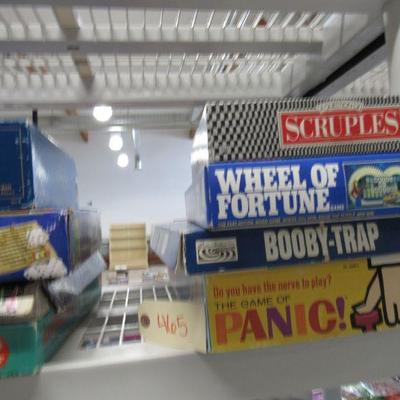 SCRUPLES
WHEEL OF
FORTUNE
BOOBY-TRAP
Do you have the nerve to play?
THE GAME OF
PANIC!
465